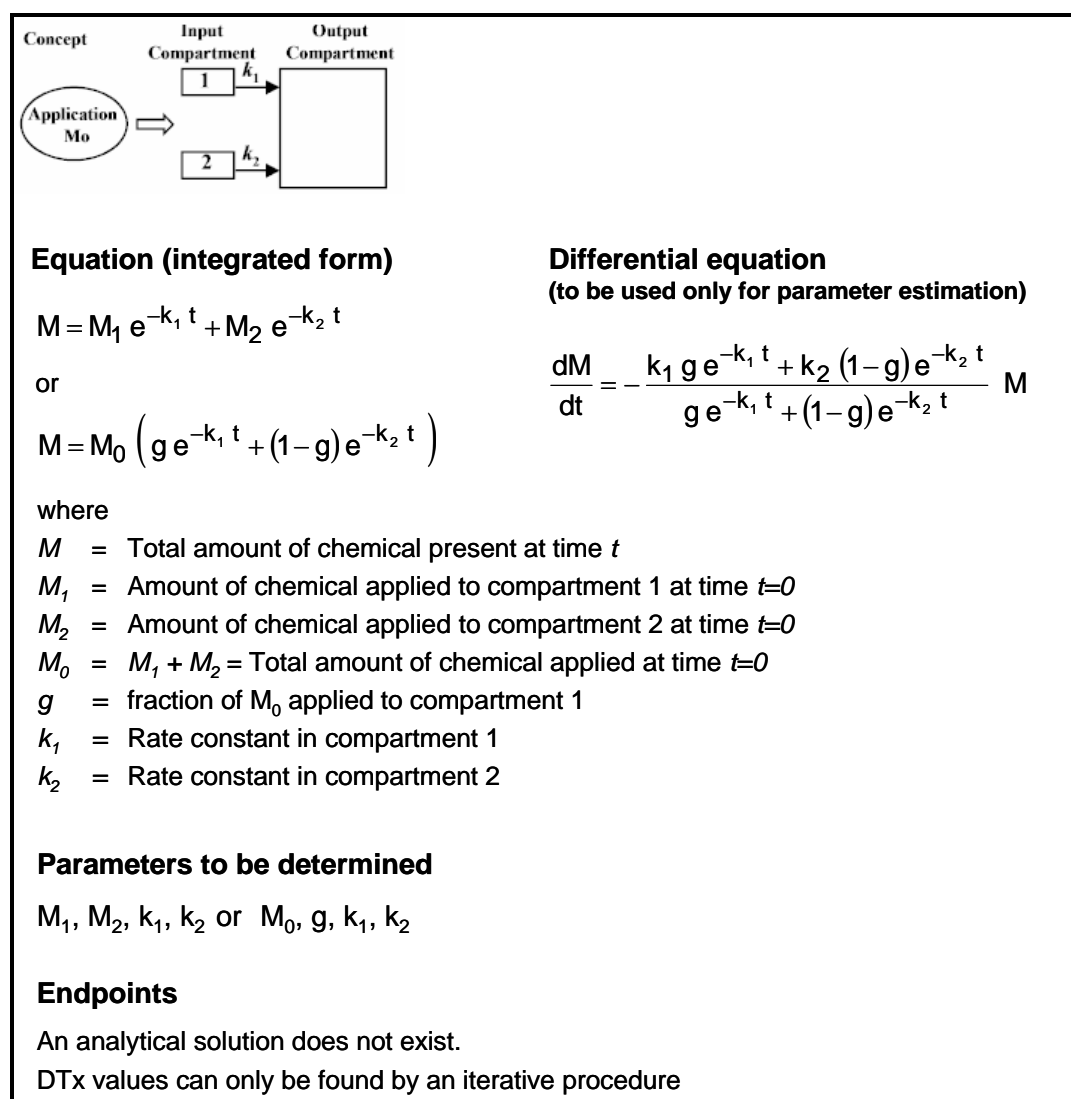 Concept
Input
Compartment
Output
Compartment
Application
Mo
1
k₁
2
k₂
Equation (integrated form)
M = M₁ e^(−k₁ t) + M₂ e^(−k₂ t)
or
M = M₀ ( g e^(−k₁ t) + (1−g) e^(−k₂ t) )
Differential equation
(to be used only for parameter estimation)
dM/dt = − (k₁ g e^(−k₁ t) + k₂ (1−g) e^(−k₂ t)) / (g e^(−k₁ t) + (1−g) e^(−k₂ t)) M
where
M = Total amount of chemical present at time t
M₁ = Amount of chemical applied to compartment 1 at time t=0
M₂ = Amount of chemical applied to compartment 2 at time t=0
M₀ = M₁ + M₂ = Total amount of chemical applied at time t=0
g = fraction of M₀ applied to compartment 1
k₁ = Rate constant in compartment 1
k₂ = Rate constant in compartment 2
Parameters to be determined
M₁, M₂, k₁, k₂ or M₀, g, k₁, k₂
Endpoints
An analytical solution does not exist.
DTx values can only be found by an iterative procedure